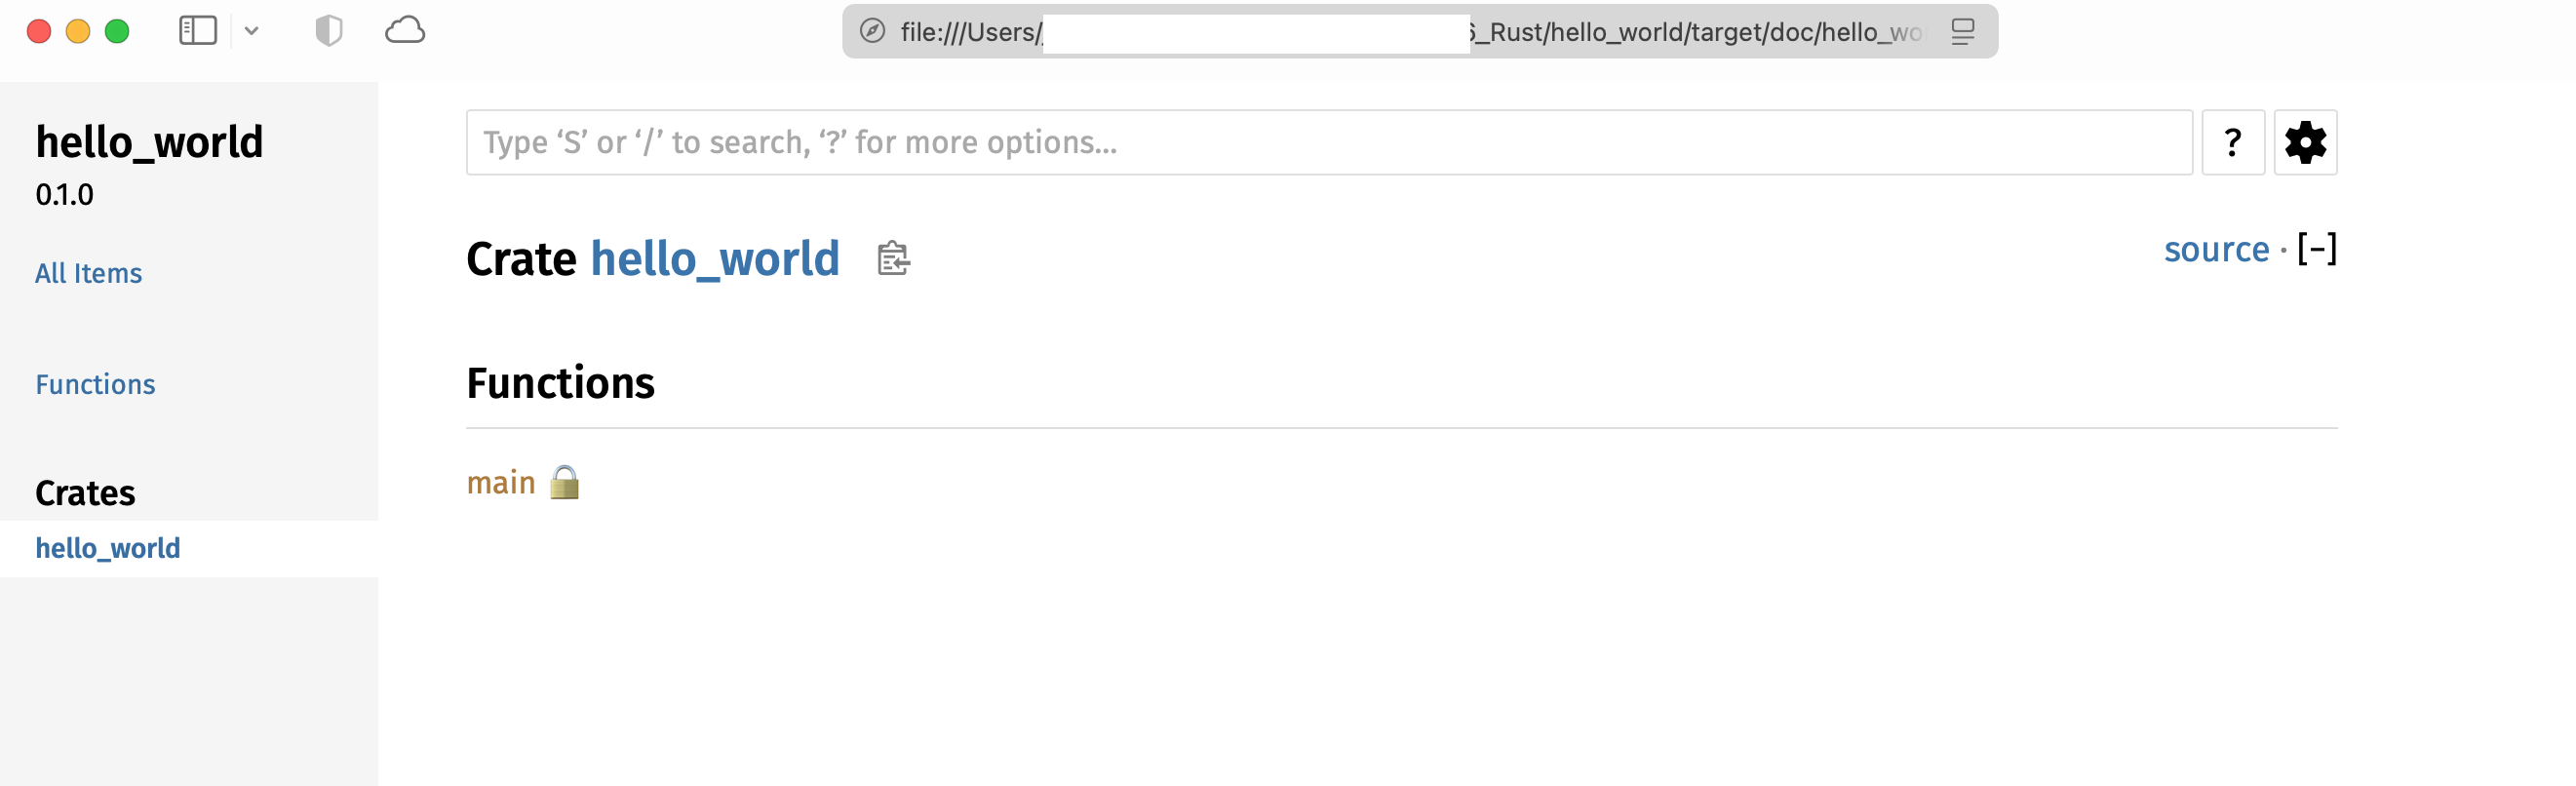 file:///Users/ _Rust/hello_world/target/doc/hello_wo
hello_world
0.1.0
All Items
Functions
Crates
hello_world
Type ‘S’ or ‘/’ to search, ‘?’ for more options…
?
Crate hello_world
source · [-]
Functions
main